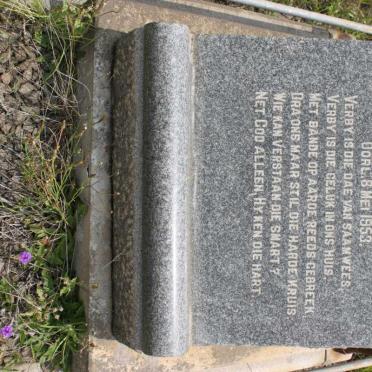 OORL. 18 MEI 1953.
VERBY IS DIE DAE VAN SAAMWEES,
VERBY IS DIE GELUK IN ONS HUIS.
MET BANDE OP AARDE REEDS GEBREEK
DRA ONS MAAR STIL, DIE HARDE KRUIS
WIE KAN VERSTAAN DIE SMART?
NET GOD ALLEEN, HY KEN DIE HART.